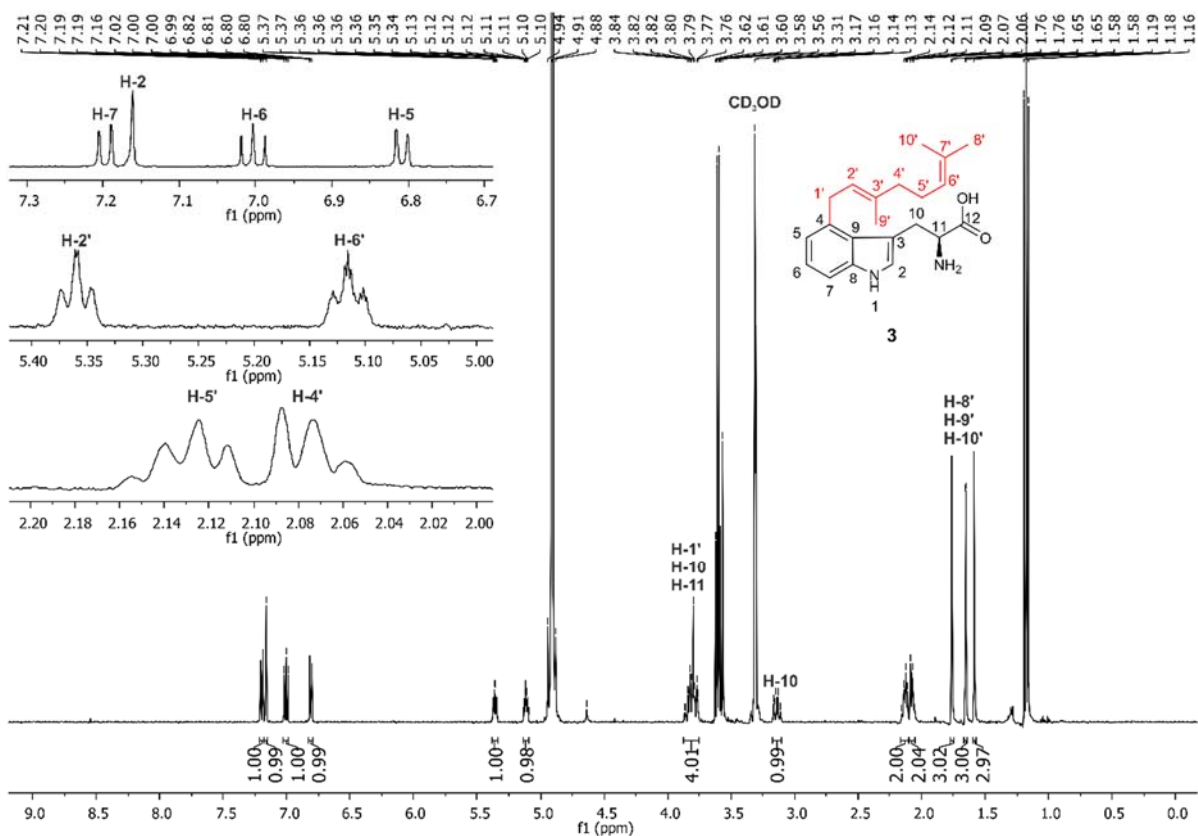 7.21 7.20 7.19 7.19 7.16 7.02 7.00 7.00 6.99 6.82 6.81 6.80 6.80 5.37 5.37 5.36 5.36 5.36 5.36 5.35 5.34 5.13 5.12 5.12 5.12 5.11 5.11 5.10 5.10 4.94 4.91 4.88 3.84 3.82 3.82 3.80 3.79 3.77 3.76 3.62 3.61 3.60 3.58 3.56 3.31 3.17 3.16 3.14 3.13 2.14 2.12 2.11 2.09 2.07 2.06 1.76 1.76 1.65 1.65 1.58 1.58 1.19 1.18 1.16
H-7 H-2 H-6 H-5
7.3 7.2 7.1 7.0 6.9 6.8 6.7
f1 (ppm)
H-2' H-6'
5.40 5.35 5.30 5.25 5.20 5.15 5.10 5.05 5.00
f1 (ppm)
H-5' H-4'
2.20 2.18 2.16 2.14 2.12 2.10 2.08 2.06 2.04 2.02 2.00
f1 (ppm)
CD3OD
10' 8'
7'
2' 4' 6'
1' 3' 5'
9' 10 OH
4 12
5 9 11 O
3
6 8 2 NH2
7 N
H
1
3
H-1'
H-10
H-11
H-10
H-8'
H-9'
H-10'
1.00 0.99 1.00 0.99 1.00 0.98 4.01 0.99 2.00 2.04 3.02 3.00 2.97
9.0 8.5 8.0 7.5 7.0 6.5 6.0 5.5 5.0 4.5 4.0 3.5 3.0 2.5 2.0 1.5 1.0 0.5 0.0
f1 (ppm)